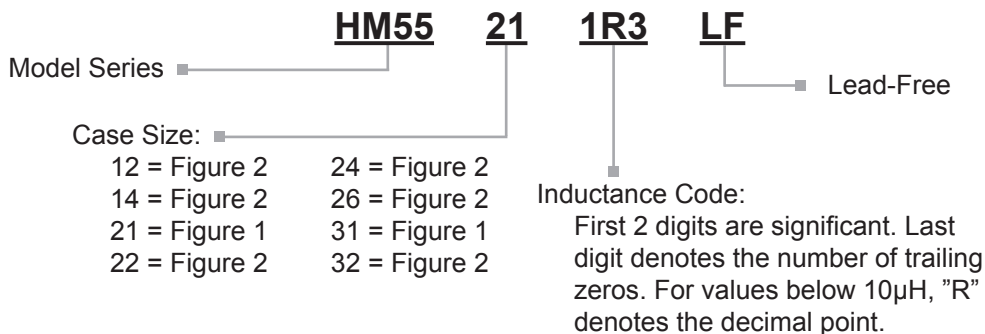 HM55 21 1R3 LF
Model Series
Lead-Free
Case Size:
12 = Figure 2 24 = Figure 2
14 = Figure 2 26 = Figure 2
21 = Figure 1 31 = Figure 1
22 = Figure 2 32 = Figure 2
Inductance Code:
First 2 digits are significant. Last
digit denotes the number of trailing
zeros. For values below 10µH, ”R”
denotes the decimal point.